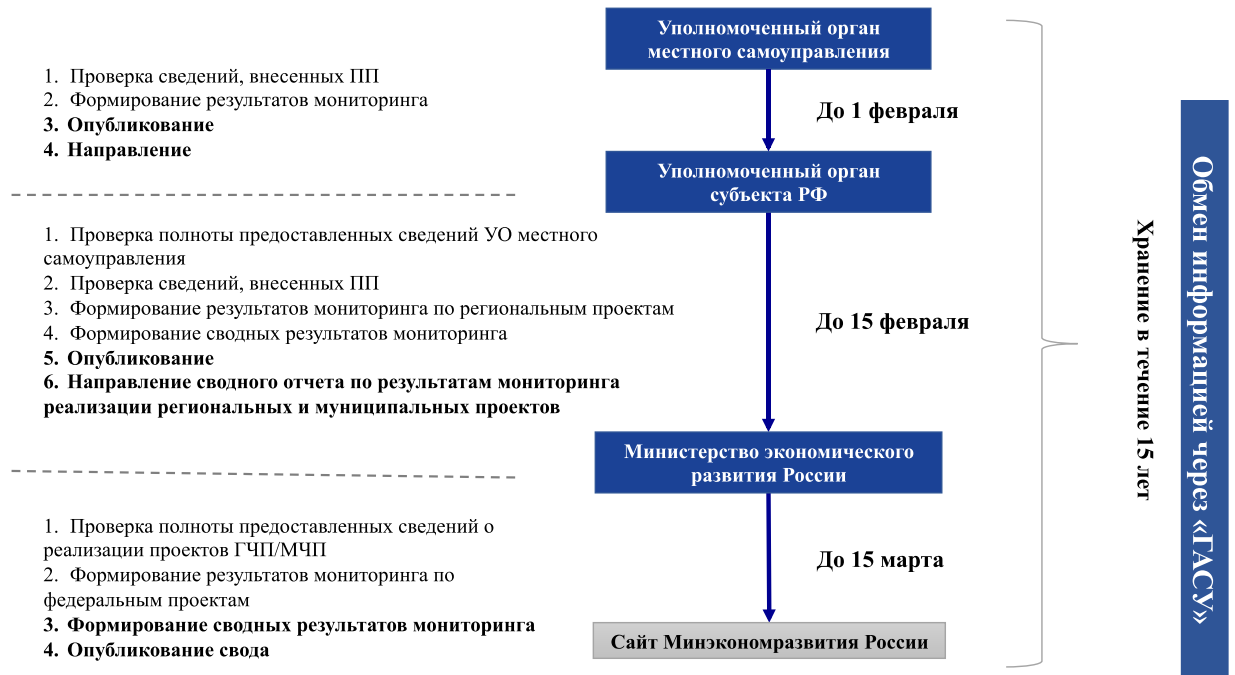 Уполномоченный орган
местного самоуправления
1. Проверка сведений, внесенных ПП
2. Формирование результатов мониторинга
3. Опубликование
4. Направление
До 1 февраля
Уполномоченный орган
субъекта РФ
1. Проверка полноты предоставленных сведений УО местного
самоуправления
2. Проверка сведений, внесенных ПП
3. Формирование результатов мониторинга по региональным проектам
4. Формирование сводных результатов мониторинга
5. Опубликование
6. Направление сводного отчета по результатам мониторинга
реализации региональных и муниципальных проектов
До 15 февраля
Министерство экономического
развития России
1. Проверка полноты предоставленных сведений о
реализации проектов ГЧП/МЧП
2. Формирование результатов мониторинга по
федеральным проектам
3. Формирование сводных результатов мониторинга
4. Опубликование свода
До 15 марта
Сайт Минэкономразвития России
Хранение в течение 15 лет
Обмен информацией через «ГАСУ»